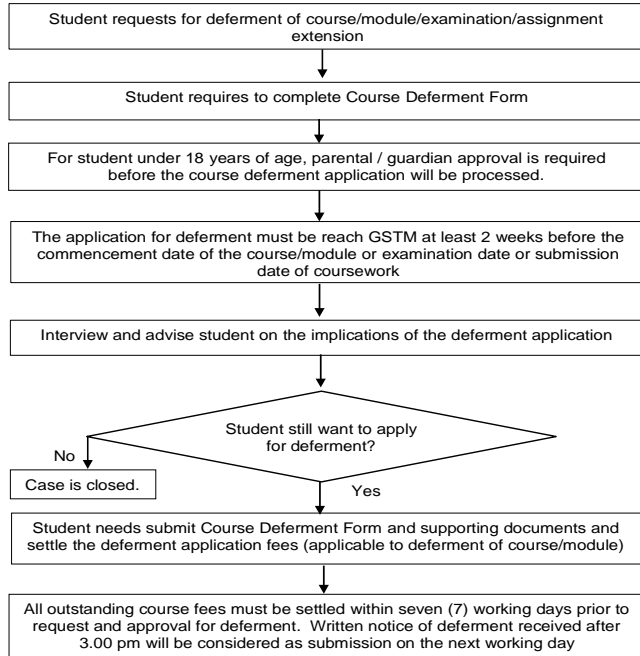 Student requests for deferment of course/module/examination/assignment
extension
Student requires to complete Course Deferment Form
For student under 18 years of age, parental / guardian approval is required
before the course deferment application will be processed.
The application for deferment must be reach GSTM at least 2 weeks before the
commencement date of the course/module or examination date or submission
date of coursework
Interview and advise student on the implications of the deferment application
Student still want to apply
for deferment?
No
Case is closed.
Yes
Student needs submit Course Deferment Form and supporting documents and
settle the deferment application fees (applicable to deferment of course/module)
All outstanding course fees must be settled within seven (7) working days prior to
request and approval for deferment. Written notice of deferment received after
3.00 pm will be considered as submission on the next working day